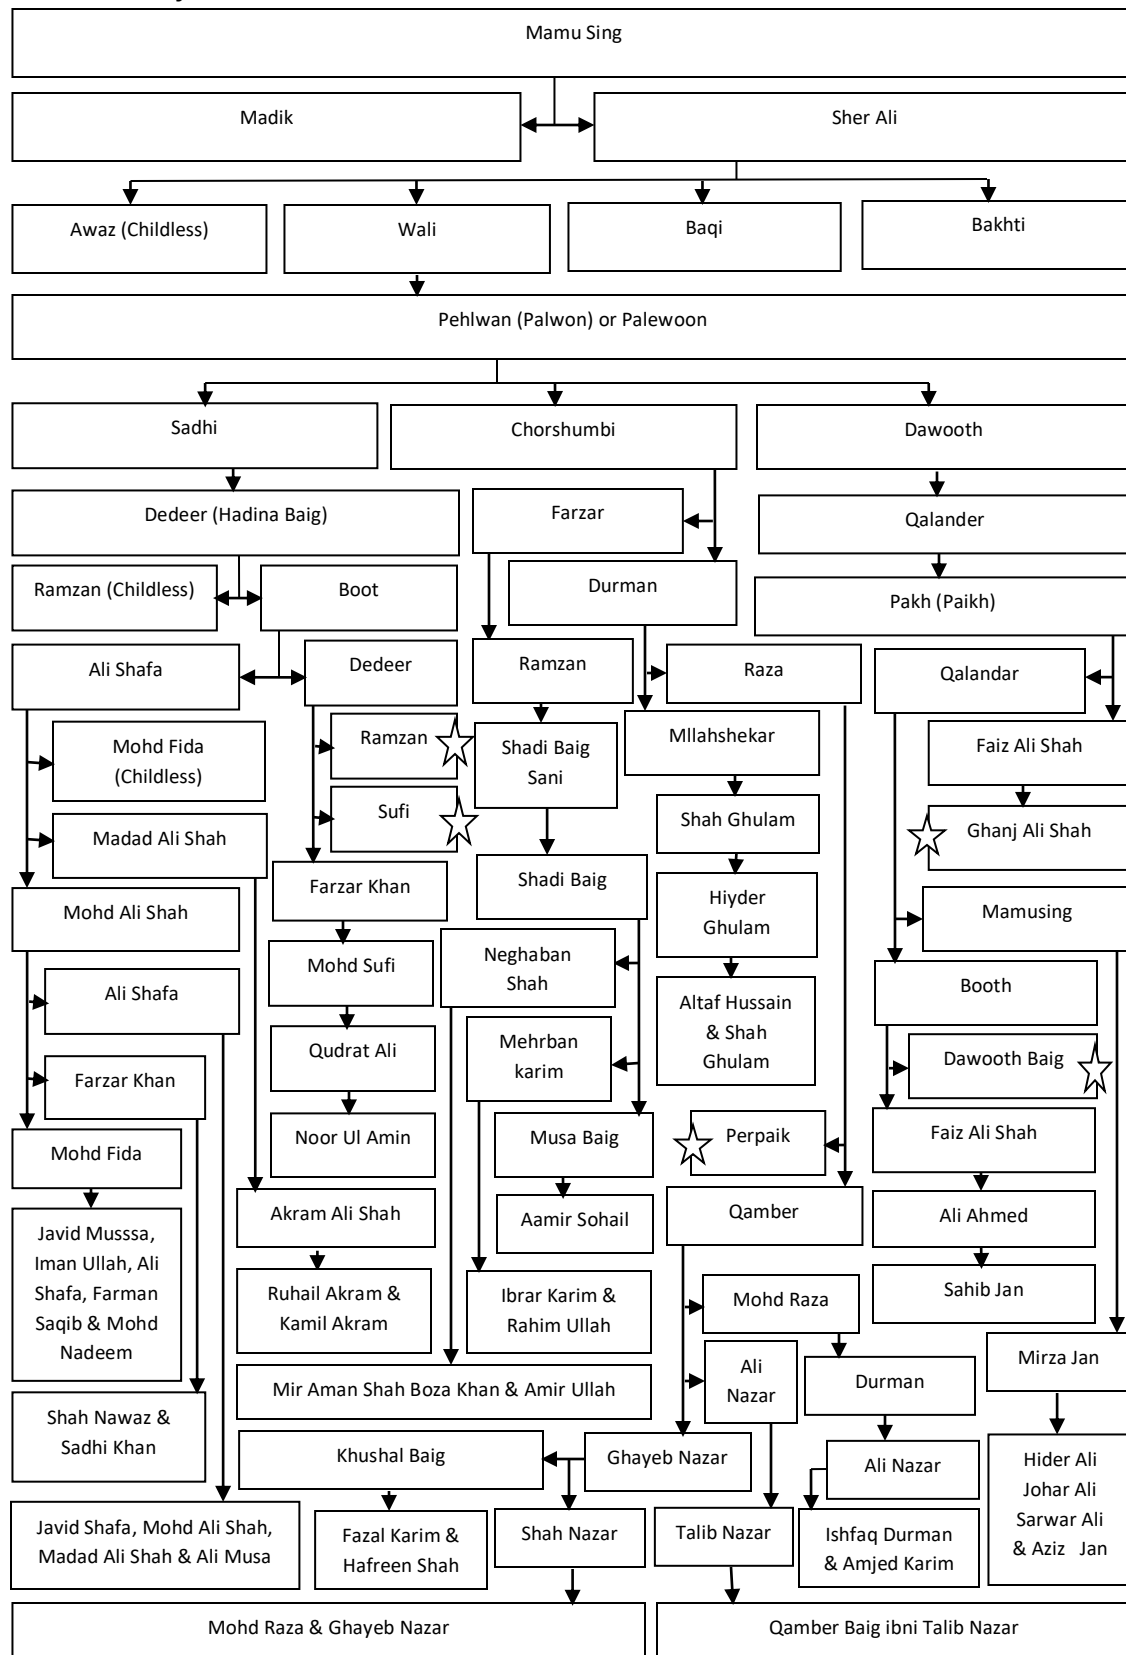 Mamu Sing
Madik
Sher Ali
Awaz (Childless)
Wali
Baqi
Bakhti
Pehlwan (Palwon) or Palewoon
Sadhi
Chorshumbi
Dawooth
Dedeer (Hadina Baig)
Farzar
Qalander
Ramzan (Childless)
Boot
Durman
Pakh (Paikh)
Ali Shafa
Dedeer
Ramzan
Raza
Qalandar
Mohd Fida
(Childless)
Ramzan
Shadi Baig
Sani
Mllahshekar
Faiz Ali Shah
Madad Ali Shah
Sufi
Shah Ghulam
Ghanj Ali Shah
Mohd Ali Shah
Farzar Khan
Shadi Baig
Hiyder
Ghulam
Mamusing
Ali Shafa
Mohd Sufi
Neghaban
Shah
Altaf Hussain
& Shah
Ghulam
Booth
Farzar Khan
Qudrat Ali
Mehrban
karim
Dawooth Baig
Mohd Fida
Noor Ul Amin
Musa Baig
Perpaik
Faiz Ali Shah
Javid Musssa,
Iman Ullah, Ali
Shafa, Farman
Saqib & Mohd
Nadeem
Akram Ali Shah
Aamir Sohail
Qamber
Ali Ahmed
Ruhail Akram &
Kamil Akram
Ibrar Karim &
Rahim Ullah
Mohd Raza
Sahib Jan
Mir Aman Shah Boza Khan & Amir Ullah
Ali
Nazar
Durman
Mirza Jan
Shah Nawaz &
Sadhi Khan
Khushal Baig
Ghayeb Nazar
Ali Nazar
Hider Ali
Johar Ali
Sarwar Ali
& Aziz   Jan
Javid Shafa, Mohd Ali Shah,
Madad Ali Shah & Ali Musa
Fazal Karim &
Hafreen Shah
Shah Nazar
Talib Nazar
Ishfaq Durman
& Amjed Karim
Mohd Raza & Ghayeb Nazar
Qamber Baig ibni Talib Nazar